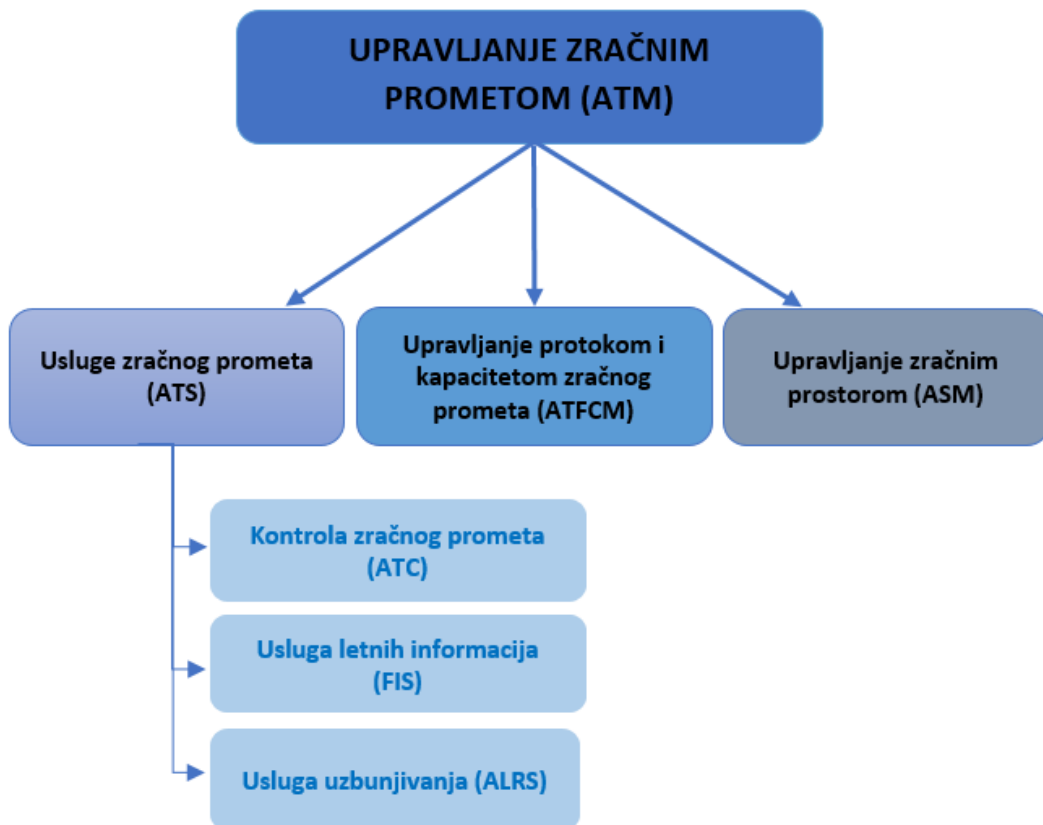 UPRAVLJANJE ZRAČNIM
PROMETOM (ATM)
Usluge zračnog prometa
(ATS)
Upravljanje protokom i
kapacitetom zračnog
prometa (ATFCM)
Upravljanje zračnim
prostorom (ASM)
Kontrola zračnog prometa
(ATC)
Usluga letnih informacija
(FIS)
Usluga uzbunjivanja (ALRS)